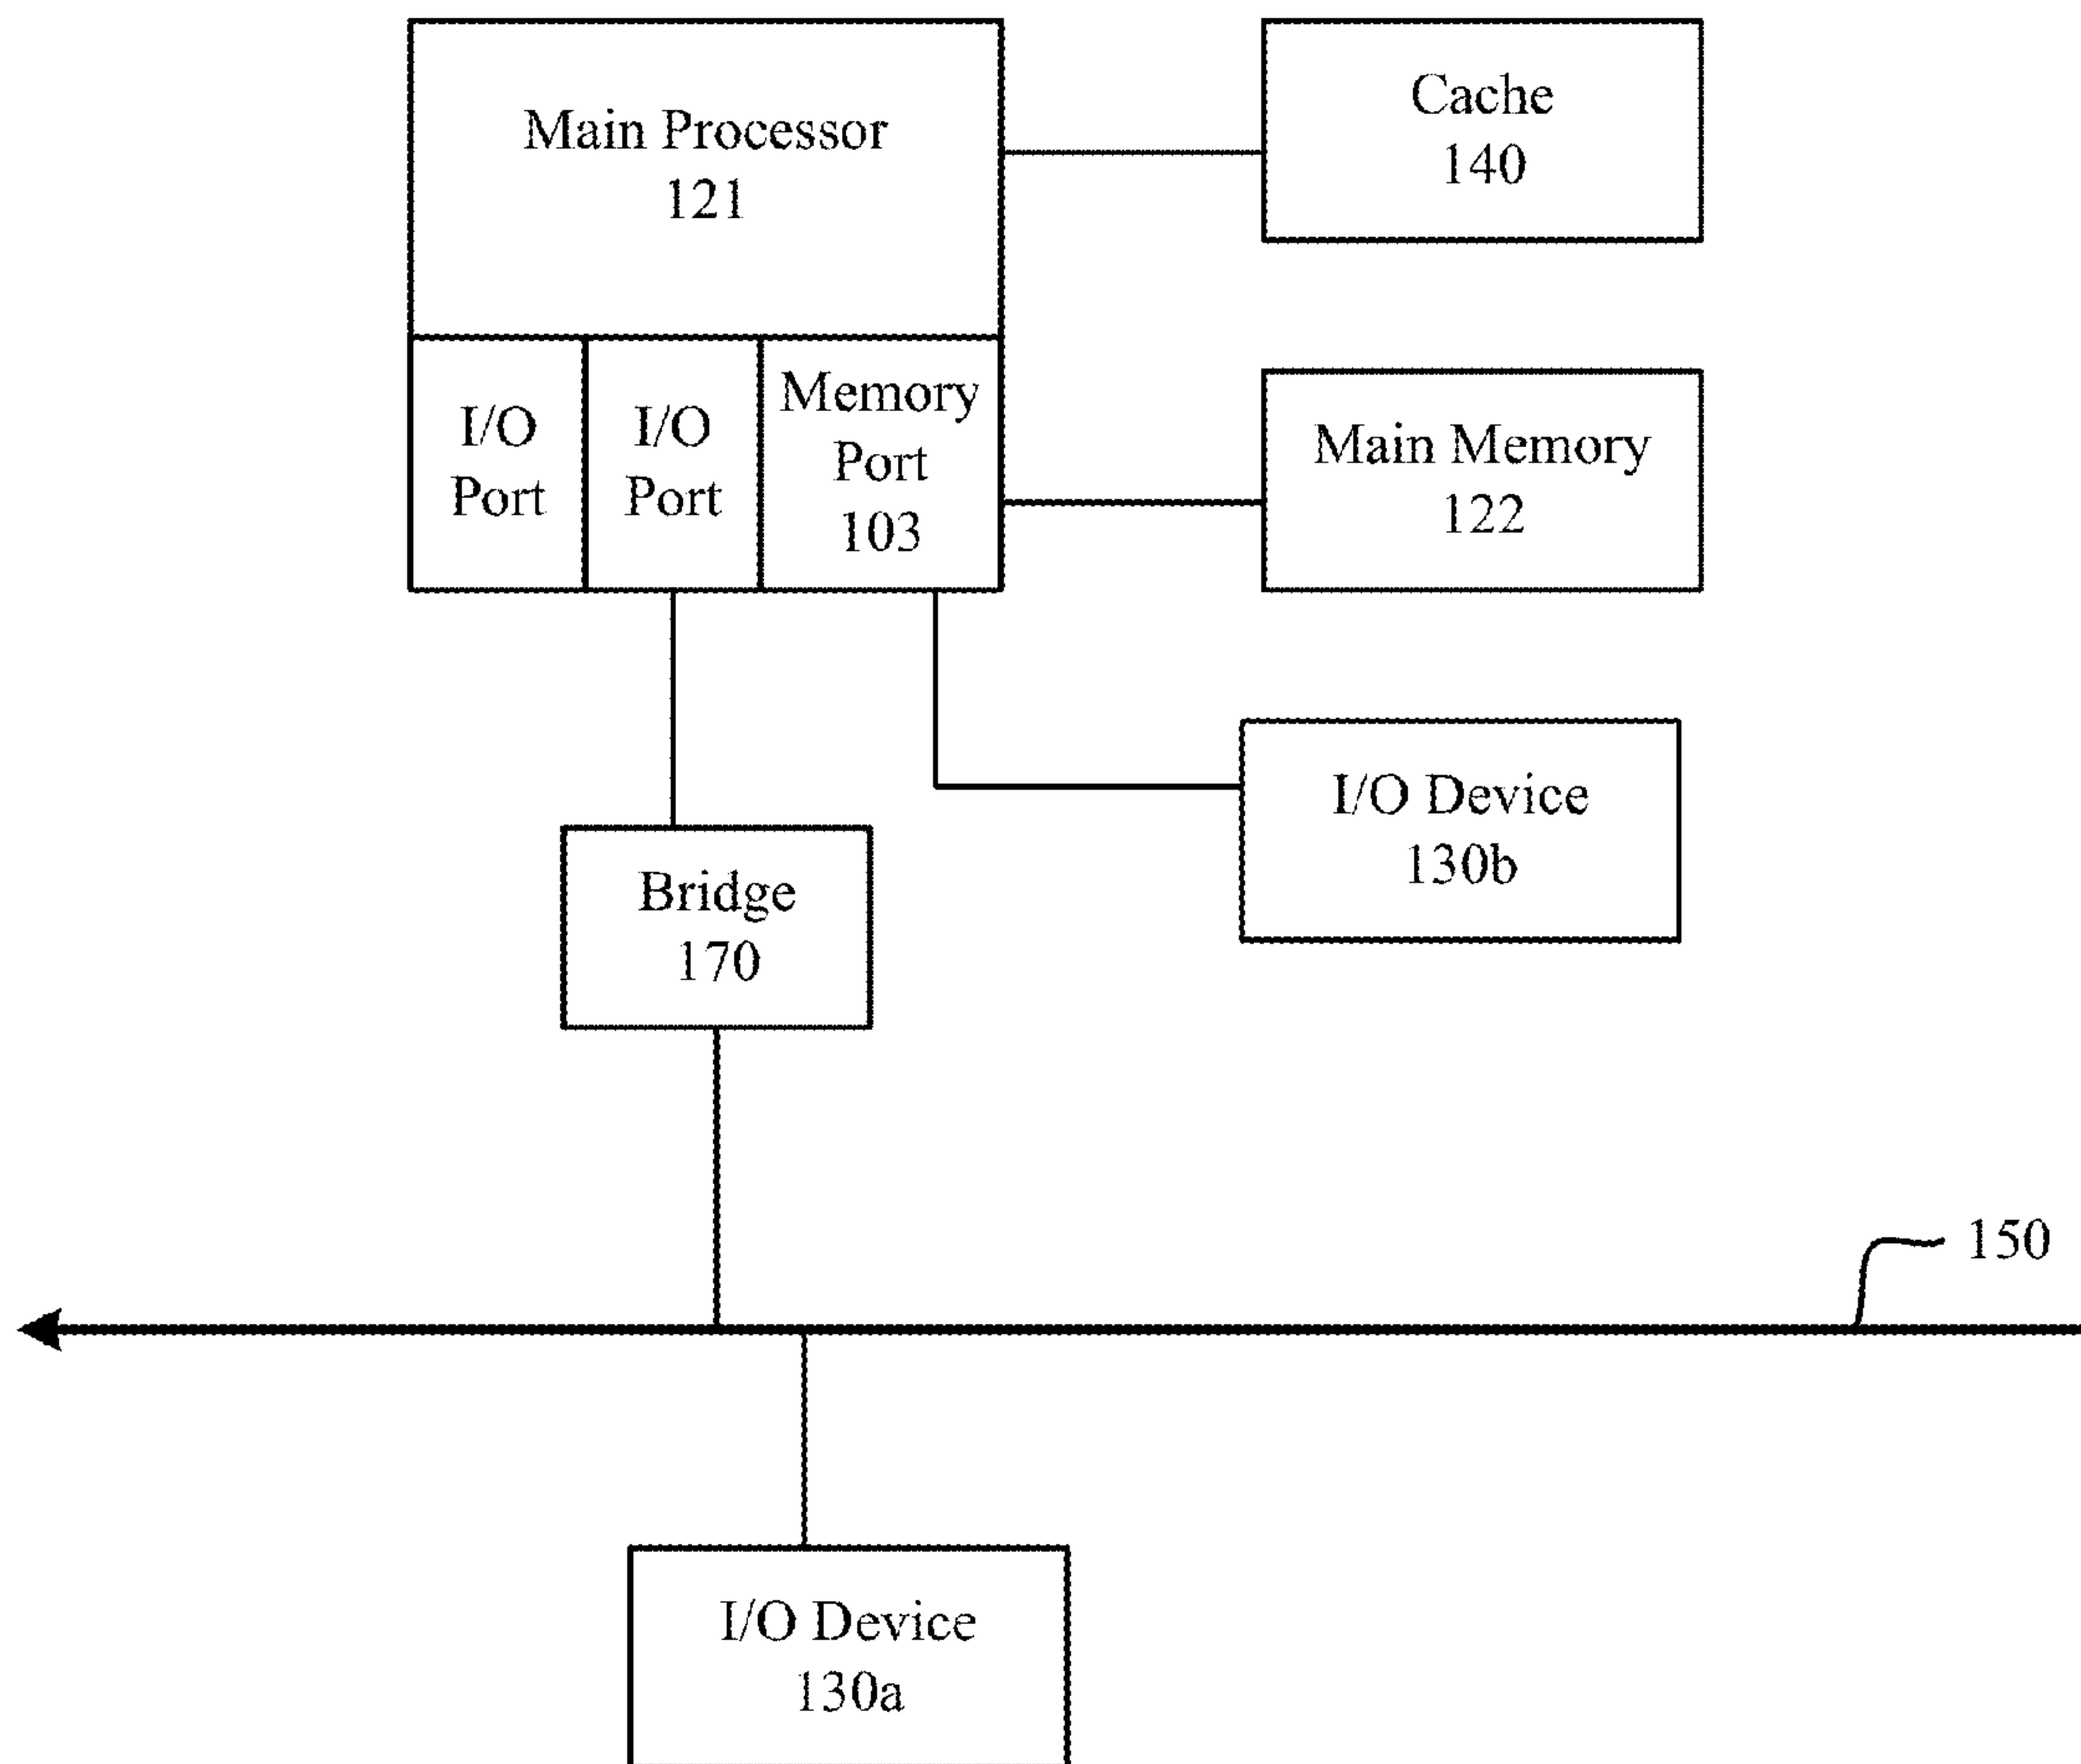 Main Processor
121
Cache
140
I/O
Port
I/O
Port
Memory
Port
103
Main Memory
122
I/O Device
130b
Bridge
170
150
I/O Device
130a